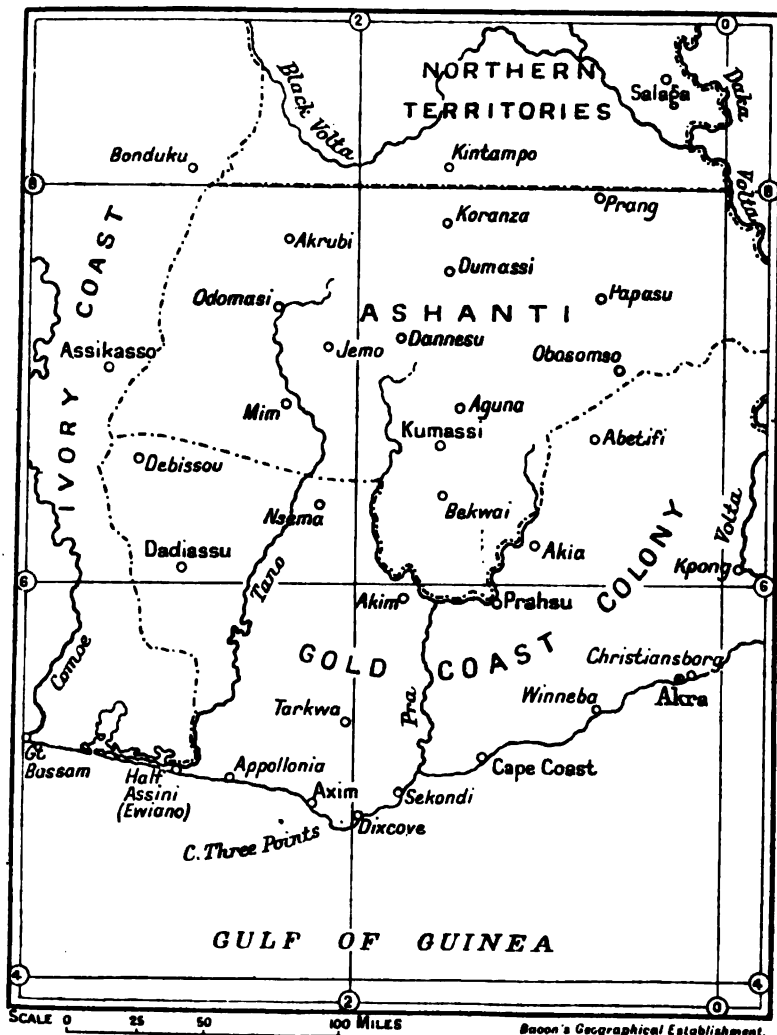 2
0
NORTHERN
TERRITORIES
Black Volta
Salaga
Daka
Bonduku
Kintampo
8
8
Volta
Prang
Koranza
IVORY COAST
Akrubi
Dumassi
Odomasi
Hapasu
ASHANTI
Assikasso
Jemo
Dannesu
Obosomso
Mim
Aguna
Kumassi
Abetifi
Debissou
Nsema
Bekwai
Volta
Dadiassu
Akia
Kpong
6
6
Tano
Akim
Prahsu
GOLD COAST COLONY
Comoe
Christiansborg
Akra
Pra
Winneba
Tarkwa
Gt
Bassam
Half
Assini
(Ewiano)
Appollonia
Cape Coast
Axim
Sekondi
Dixcove
C. Three Points
GULF OF GUINEA
4
4
2
0
SCALE 0 25 50 100 MILES
Bacon's Geographical Establishment.